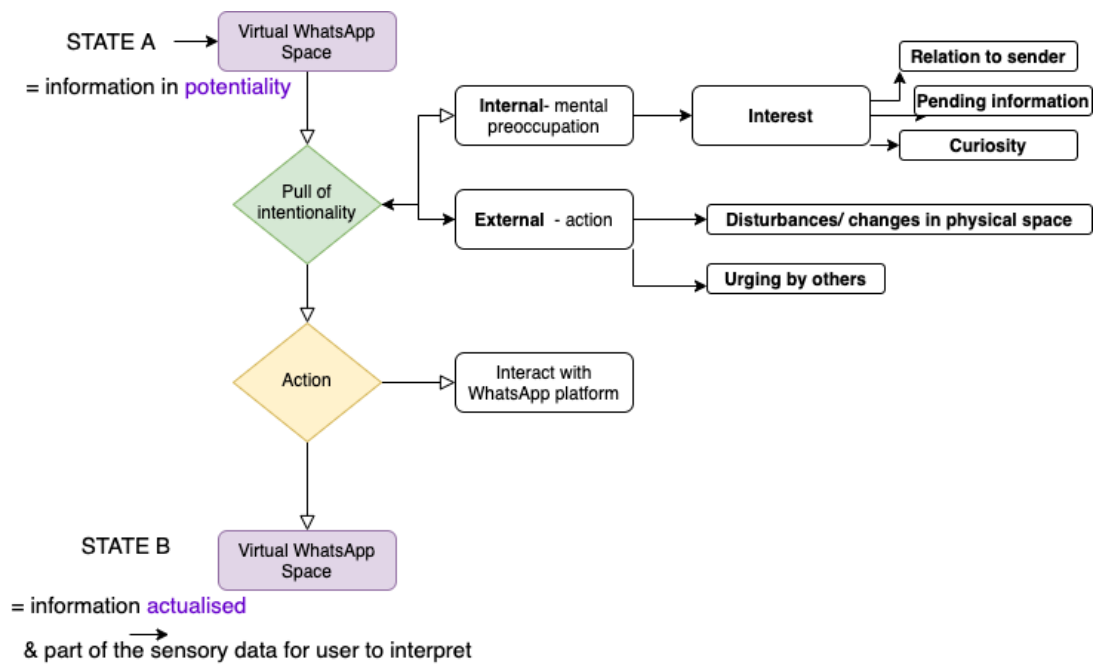 STATE A
Virtual WhatsApp
Space
= information in potentiality
Pull of
intentionality
Internal- mental
preoccupation
Interest
Relation to sender
Pending information
Curiosity
External - action
Disturbances/ changes in physical space
Urging by others
Action
Interact with
WhatsApp platform
STATE B
Virtual WhatsApp
Space
= information actualised
& part of the sensory data for user to interpret